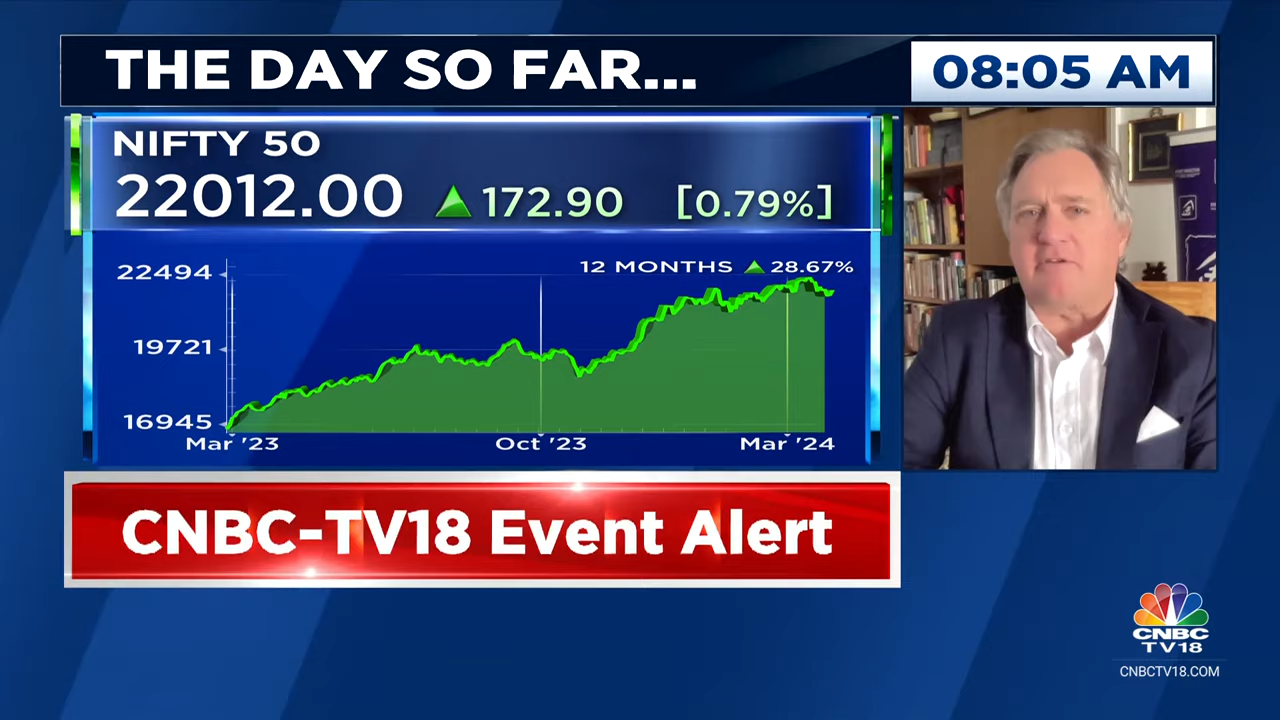 THE DAY SO FAR...
08:05 AM
NIFTY 50
22012.00 ▲ 172.90 [0.79%]
12 MONTHS ▲ 28.67%
22494
19721
16945
Mar '23 Oct '23 Mar '24
CNBC-TV18 Event Alert
CNBC
TV18
CNBCTV18.COM